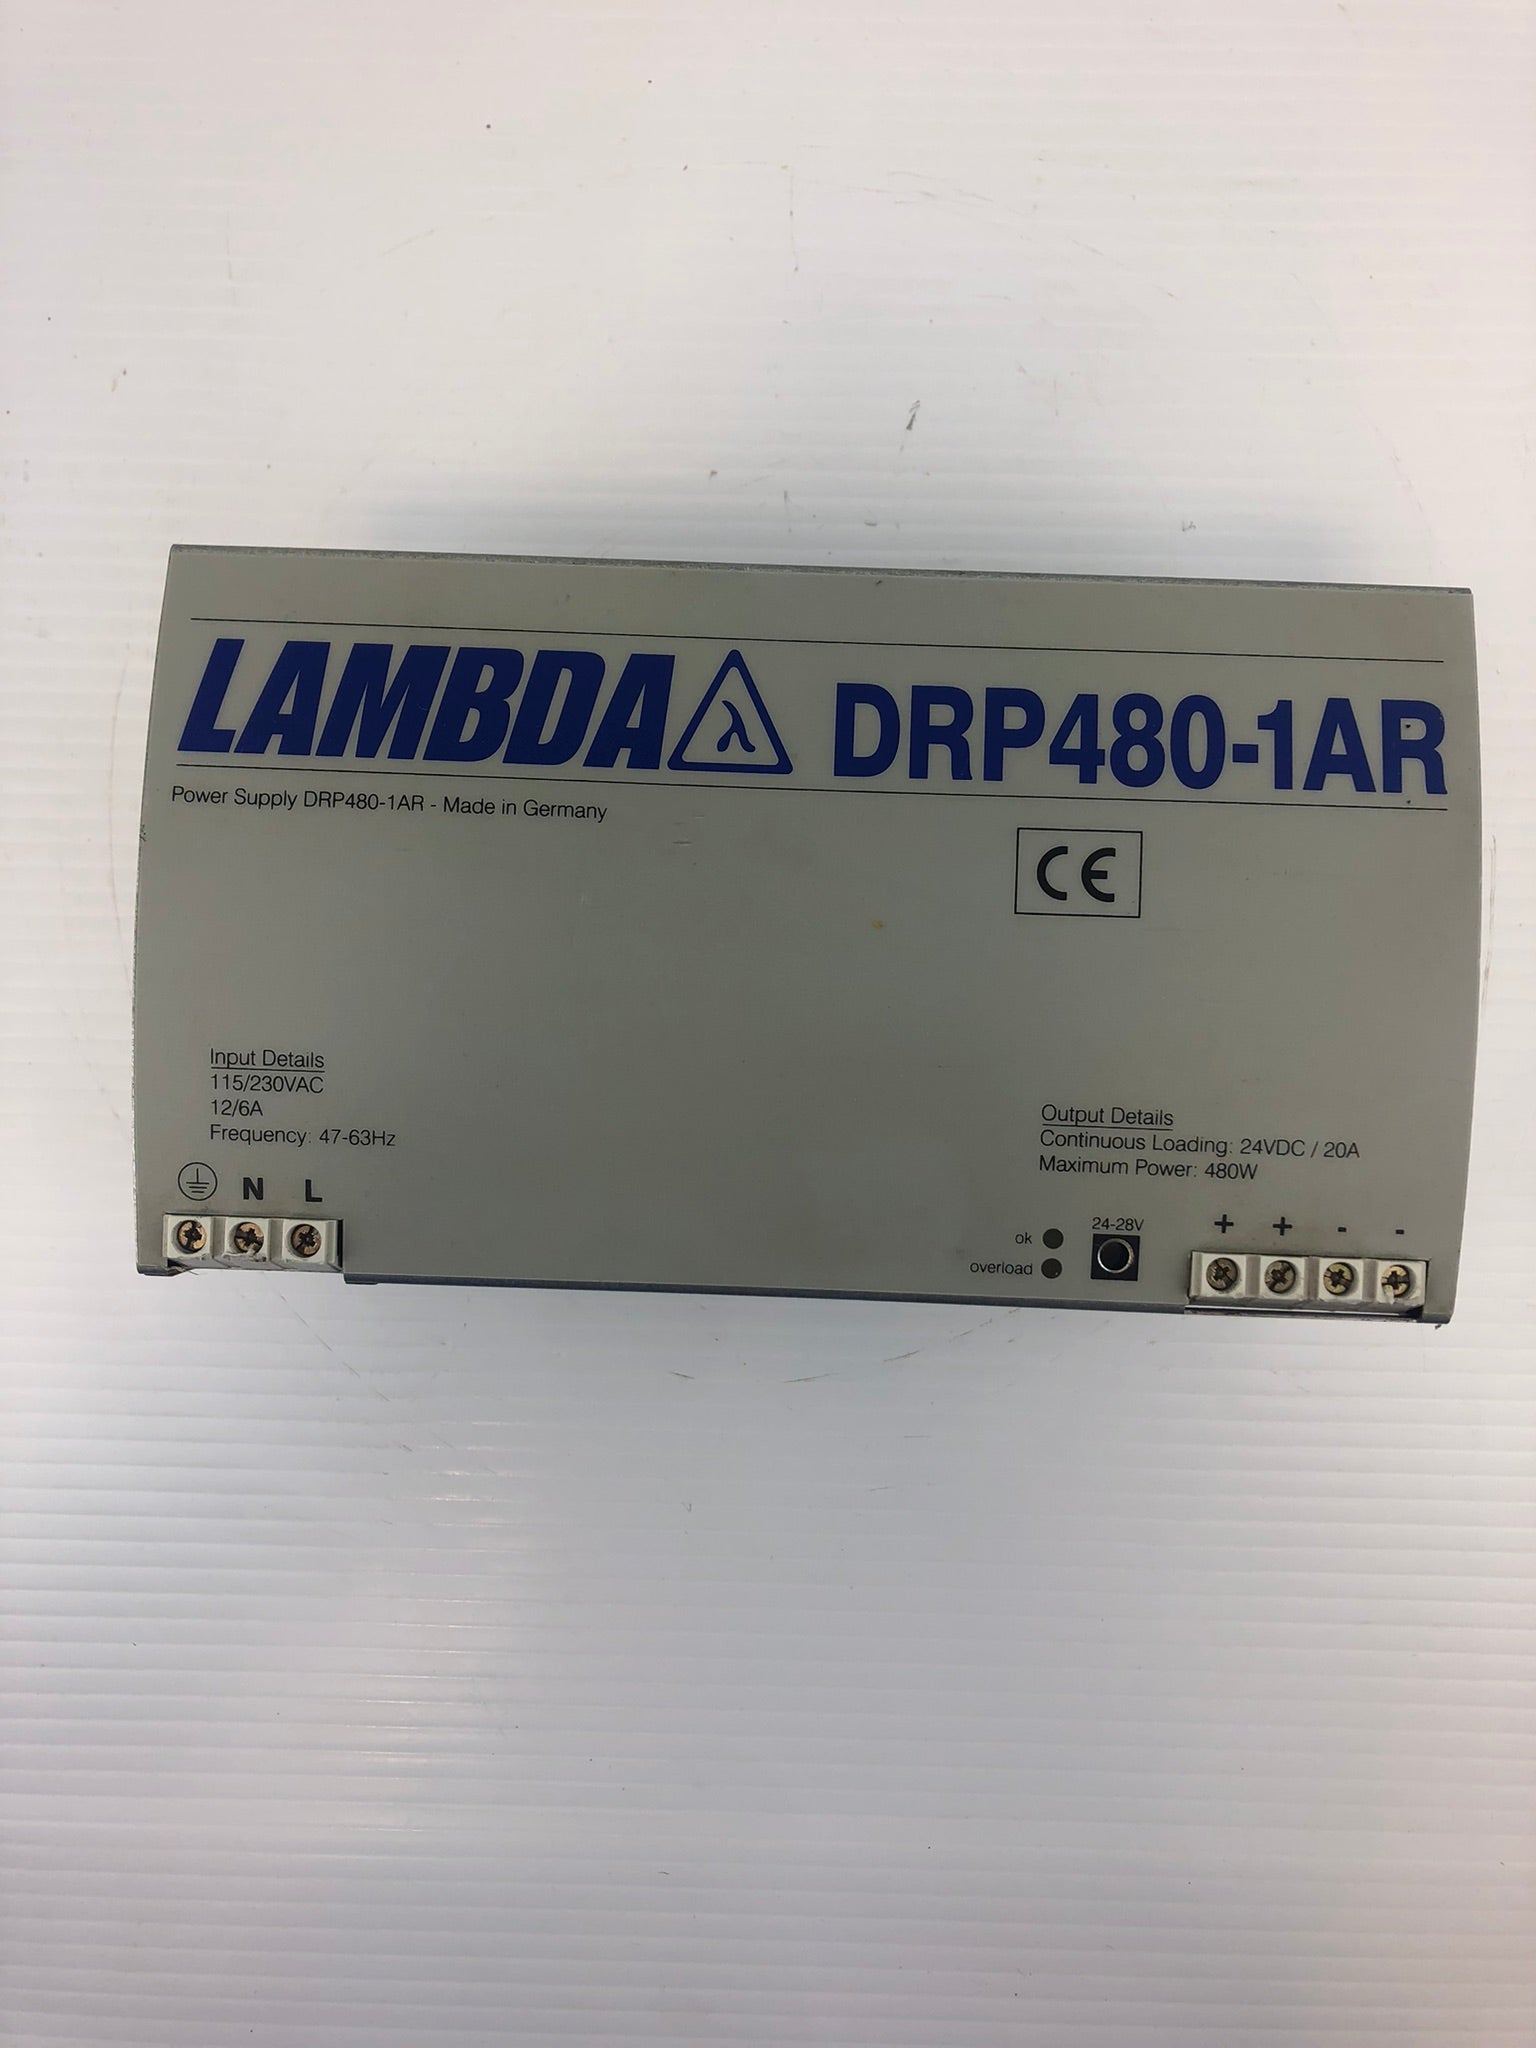 LAMBDA λ DRP480-1AR
Power Supply DRP480-1AR - Made in Germany
CE
Input Details
115/230VAC
12/6A
Frequency: 47-63Hz
N L
Output Details
Continuous Loading: 24VDC / 20A
Maximum Power: 480W
24-28V
ok
overload
+ + - -